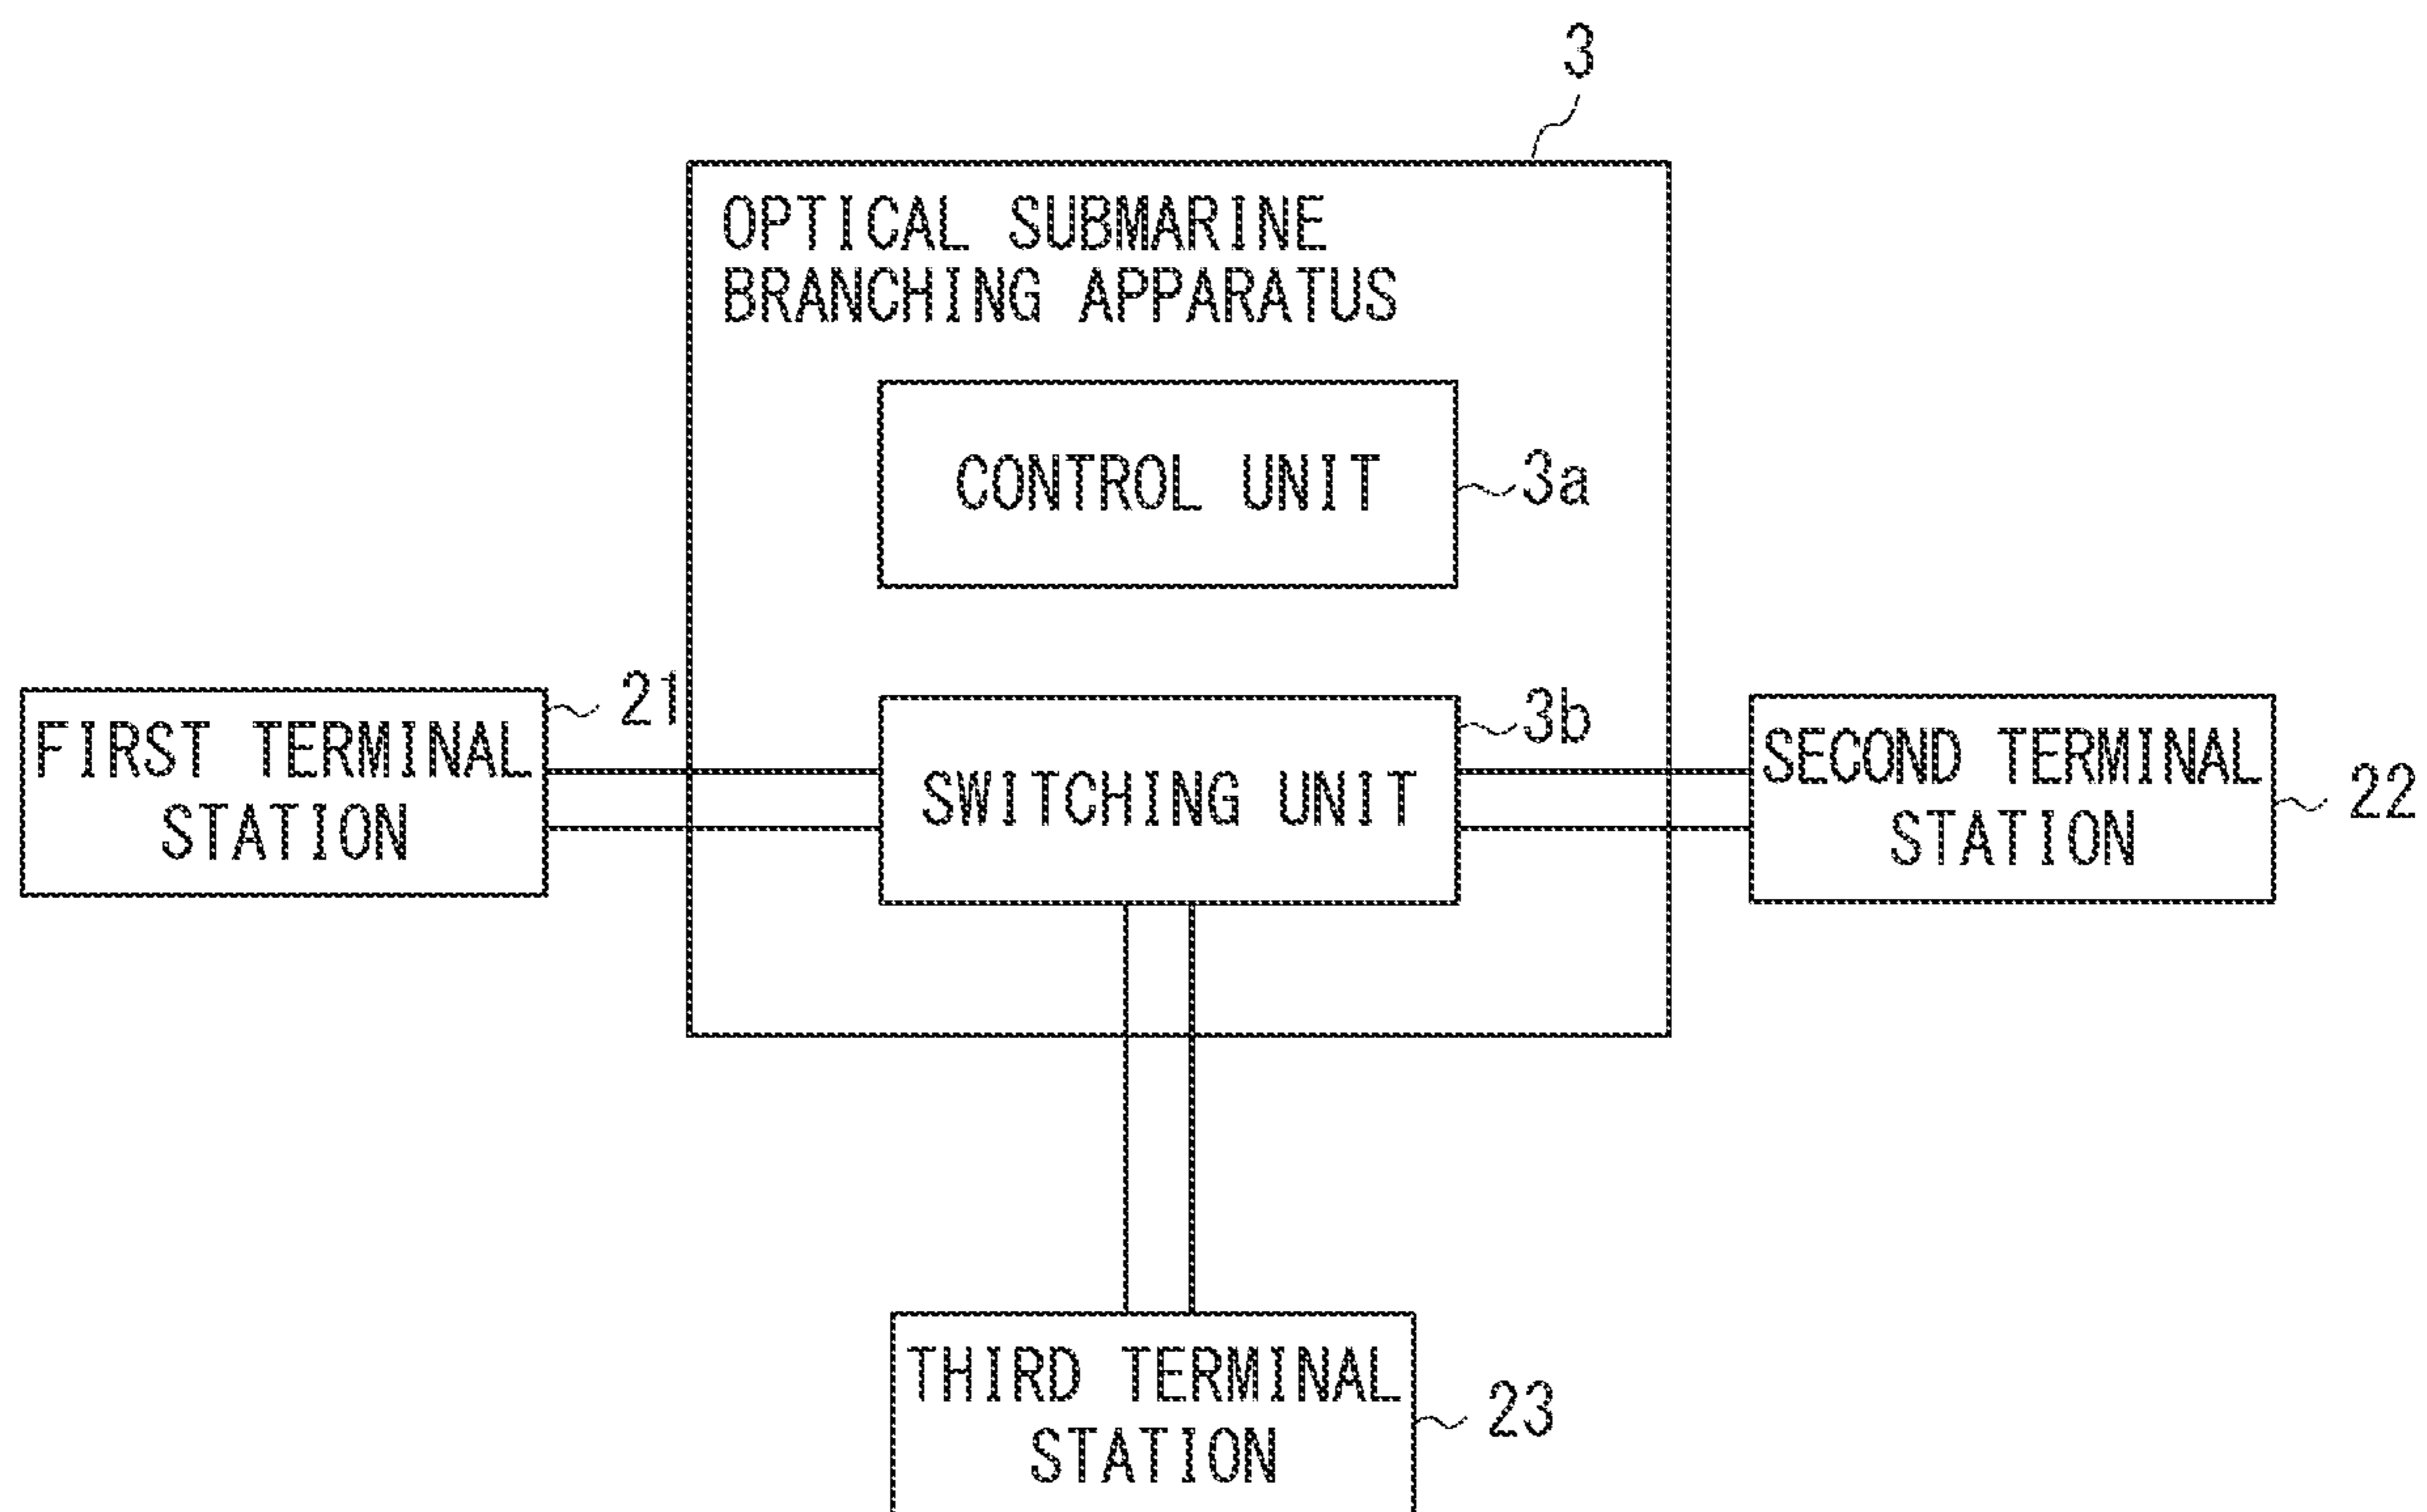 3
OPTICAL SUBMARINE
BRANCHING APPARATUS
CONTROL UNIT
3a
21
FIRST TERMINAL
STATION
3b
SWITCHING UNIT
SECOND TERMINAL
STATION
22
THIRD TERMINAL
STATION
23